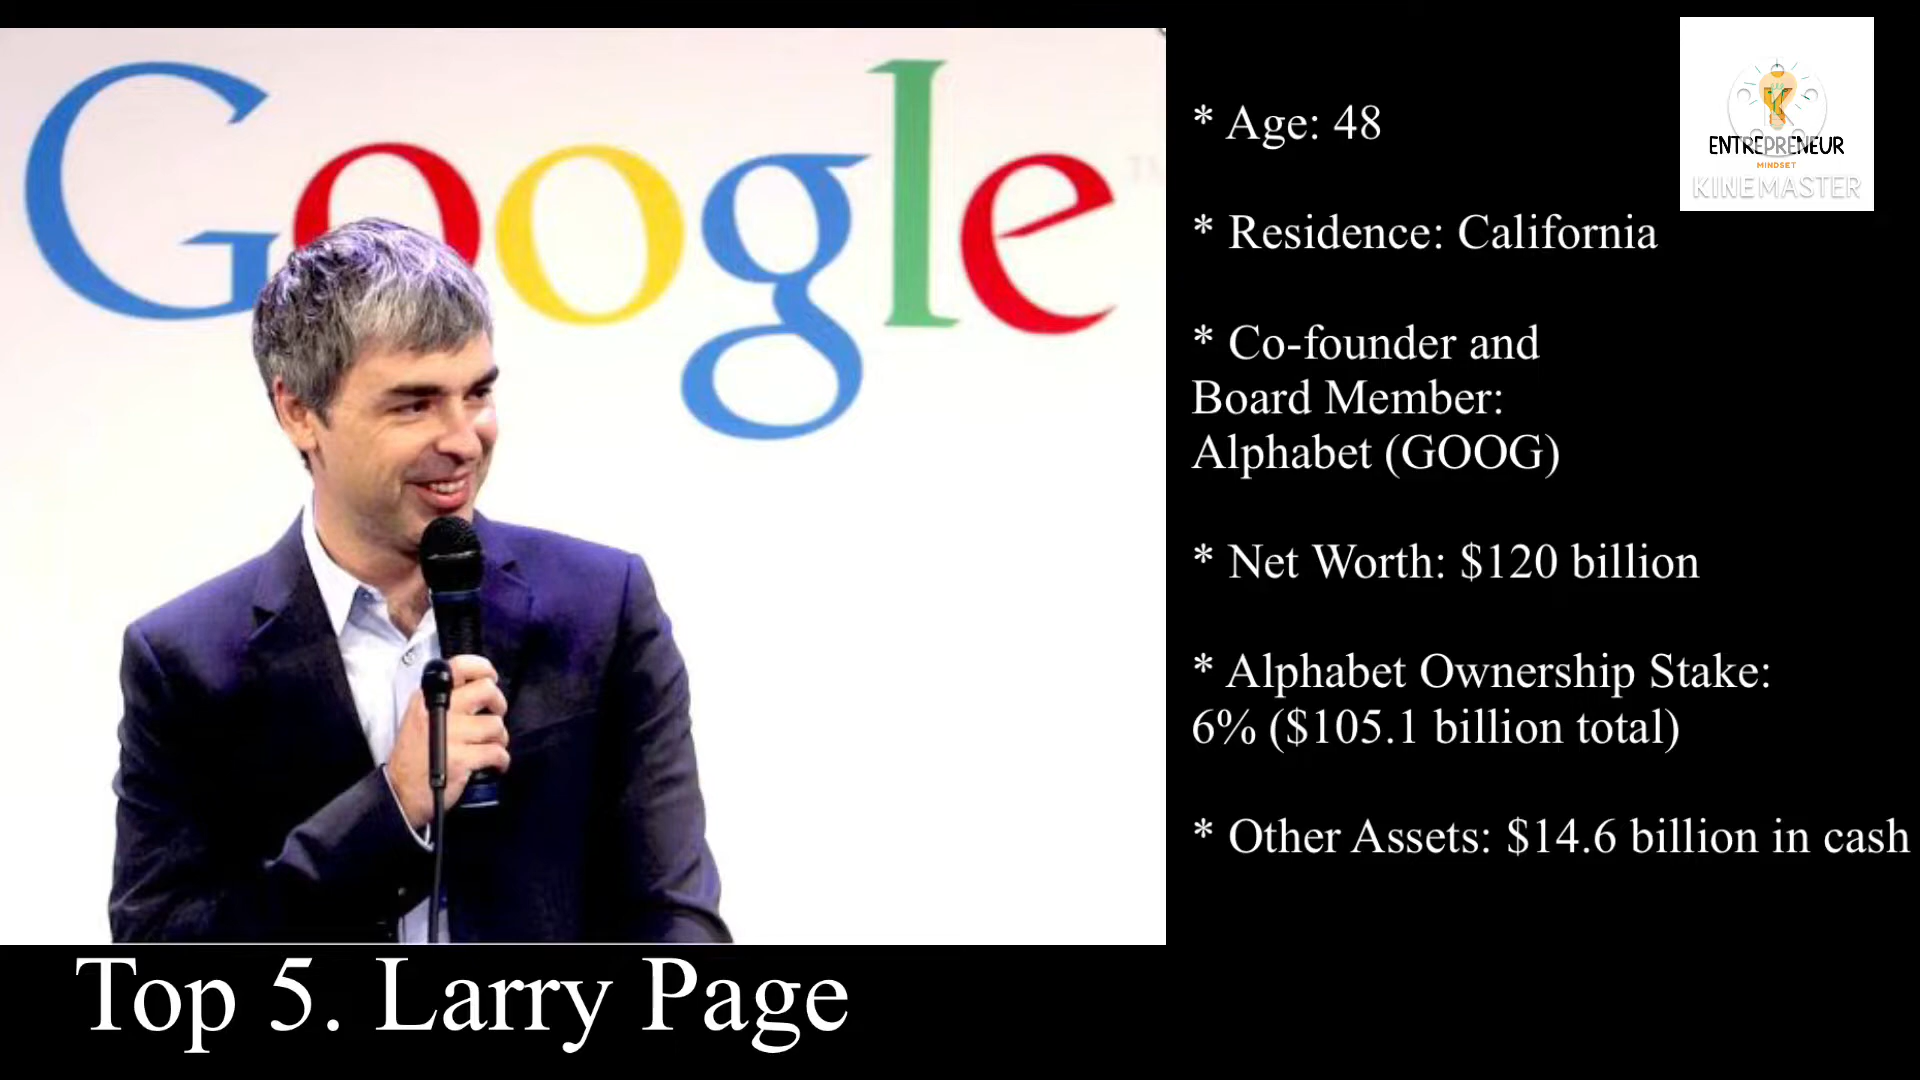 Google
* Age: 48
* Residence: California
* Co-founder and
Board Member:
Alphabet (GOOG)
* Net Worth: $120 billion
* Alphabet Ownership Stake:
6% ($105.1 billion total)
* Other Assets: $14.6 billion in cash
ENTREPRENEUR
MINDSET
KINEMASTER
Top 5. Larry Page